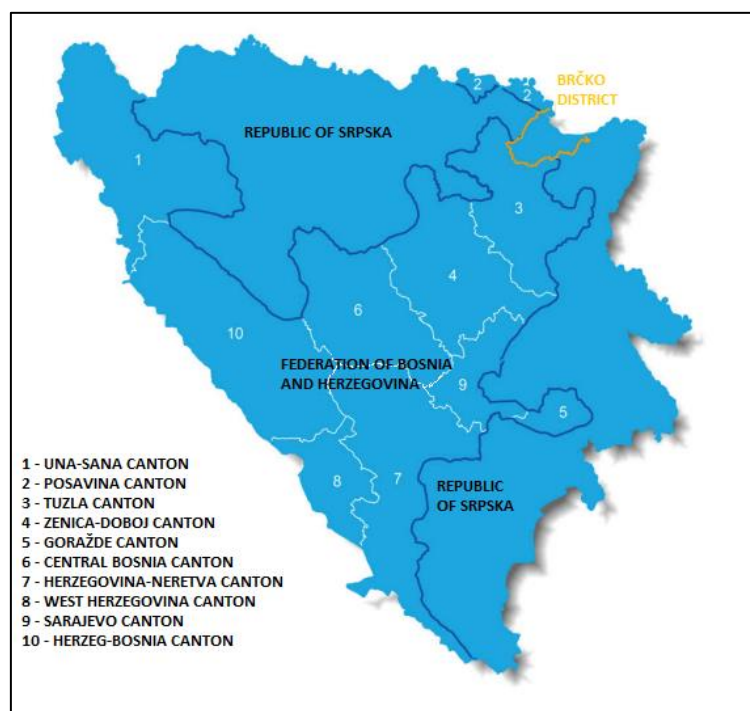 2
2
BRČKO
DISTRICT
REPUBLIC OF SRPSKA
1
3
4
6
10
FEDERATION OF BOSNIA
AND HERZEGOVINA
9
5
8
7
REPUBLIC
OF SRPSKA
1 - UNA-SANA CANTON
2 - POSAVINA CANTON
3 - TUZLA CANTON
4 - ZENICA-DOBOJ CANTON
5 - GORAŽDE CANTON
6 - CENTRAL BOSNIA CANTON
7 - HERZEGOVINA-NERETVA CANTON
8 - WEST HERZEGOVINA CANTON
9 - SARAJEVO CANTON
10 - HERZEG-BOSNIA CANTON